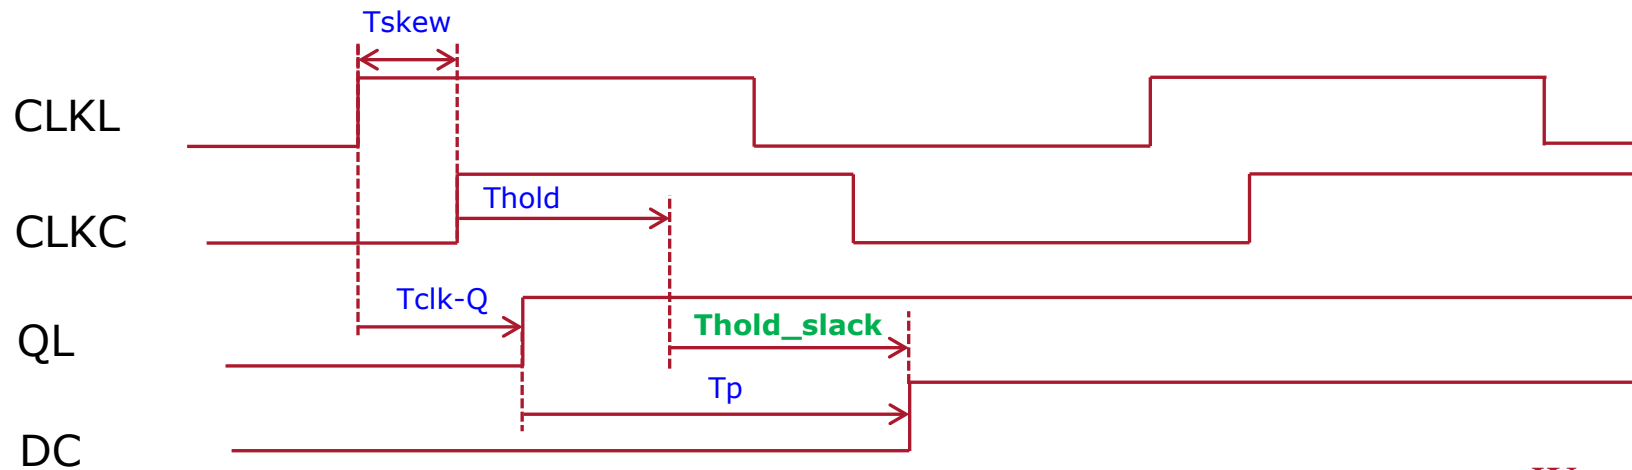 Tskew
CLKL
Thold
CLKC
Tclk-Q
Thold_slack
QL
Tp
DC